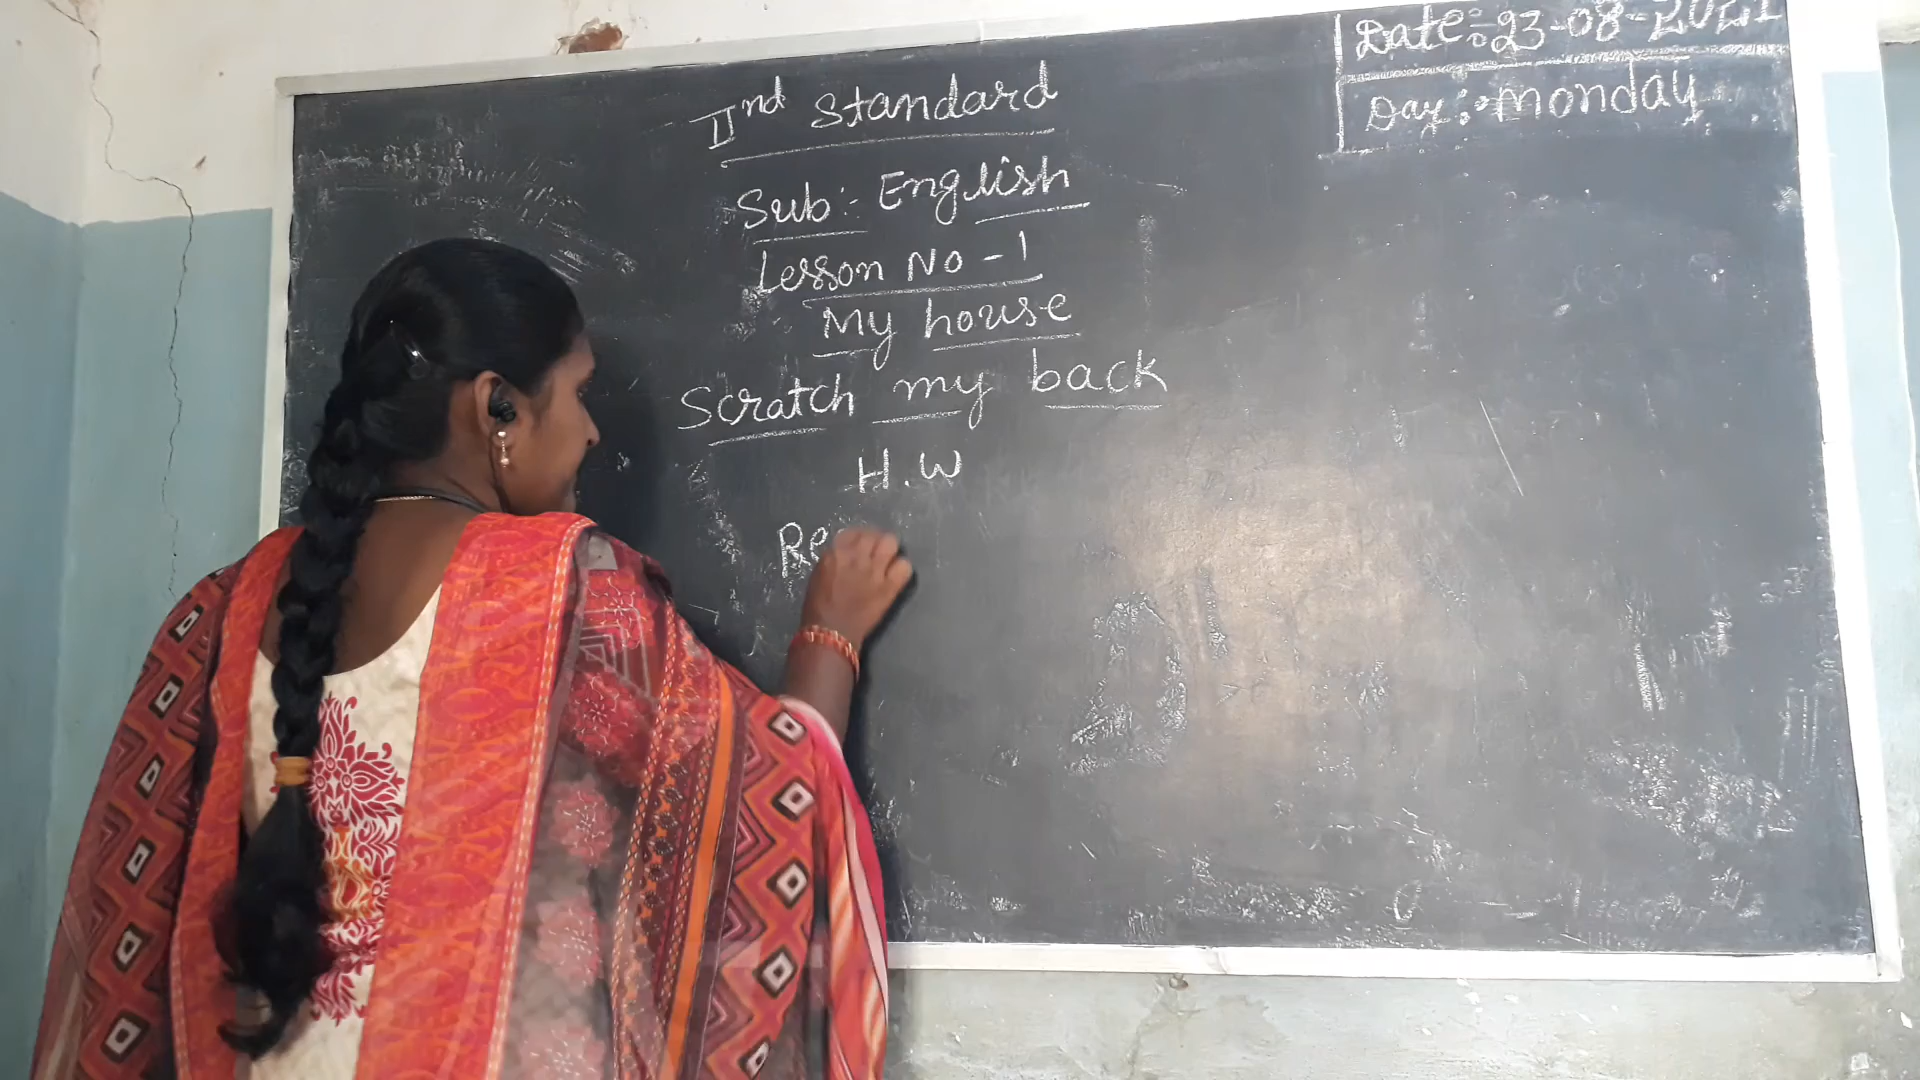 Date:- 23-08-2021
Day:- Monday
IInd Standard
Sub:- English
Lesson No - 1
My house
Scratch my back
H.W